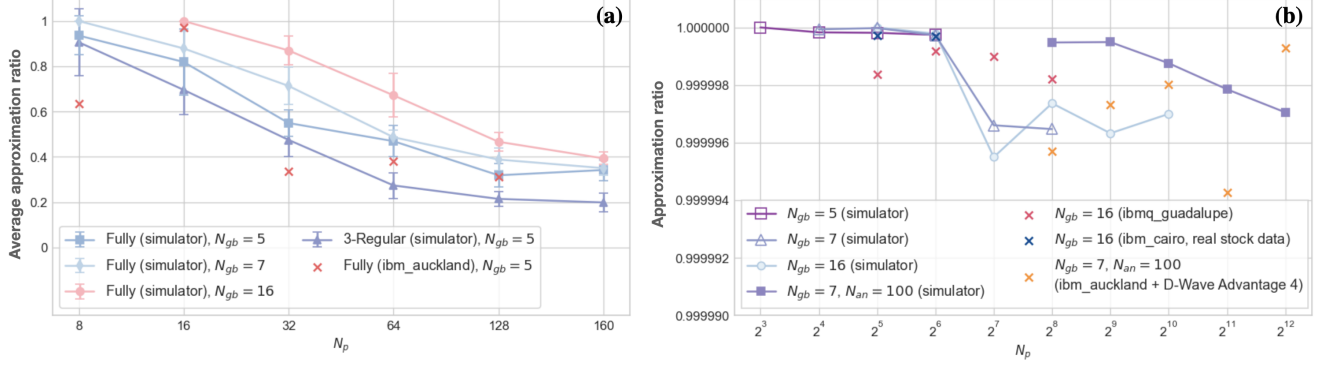 (a)
Average approximation ratio
1
0.8
0.6
0.4
0.2
0
8
16
32
64
128
160
N_p
Fully (simulator), N_gb = 5
Fully (simulator), N_gb = 7
Fully (simulator), N_gb = 16
3-Regular (simulator), N_gb = 5
Fully (ibm_auckland), N_gb = 5
(b)
Approximation ratio
1.000000
0.999998
0.999996
0.999994
0.999992
0.999990
2^3
2^4
2^5
2^6
2^7
2^8
2^9
2^10
2^11
2^12
N_p
N_gb = 5 (simulator)
N_gb = 7 (simulator)
N_gb = 16 (simulator)
N_gb = 7, N_an = 100 (simulator)
N_gb = 16 (ibmq_guadalupe)
N_gb = 16 (ibm_cairo, real stock data)
N_gb = 7, N_an = 100
(ibm_auckland + D-Wave Advantage 4)